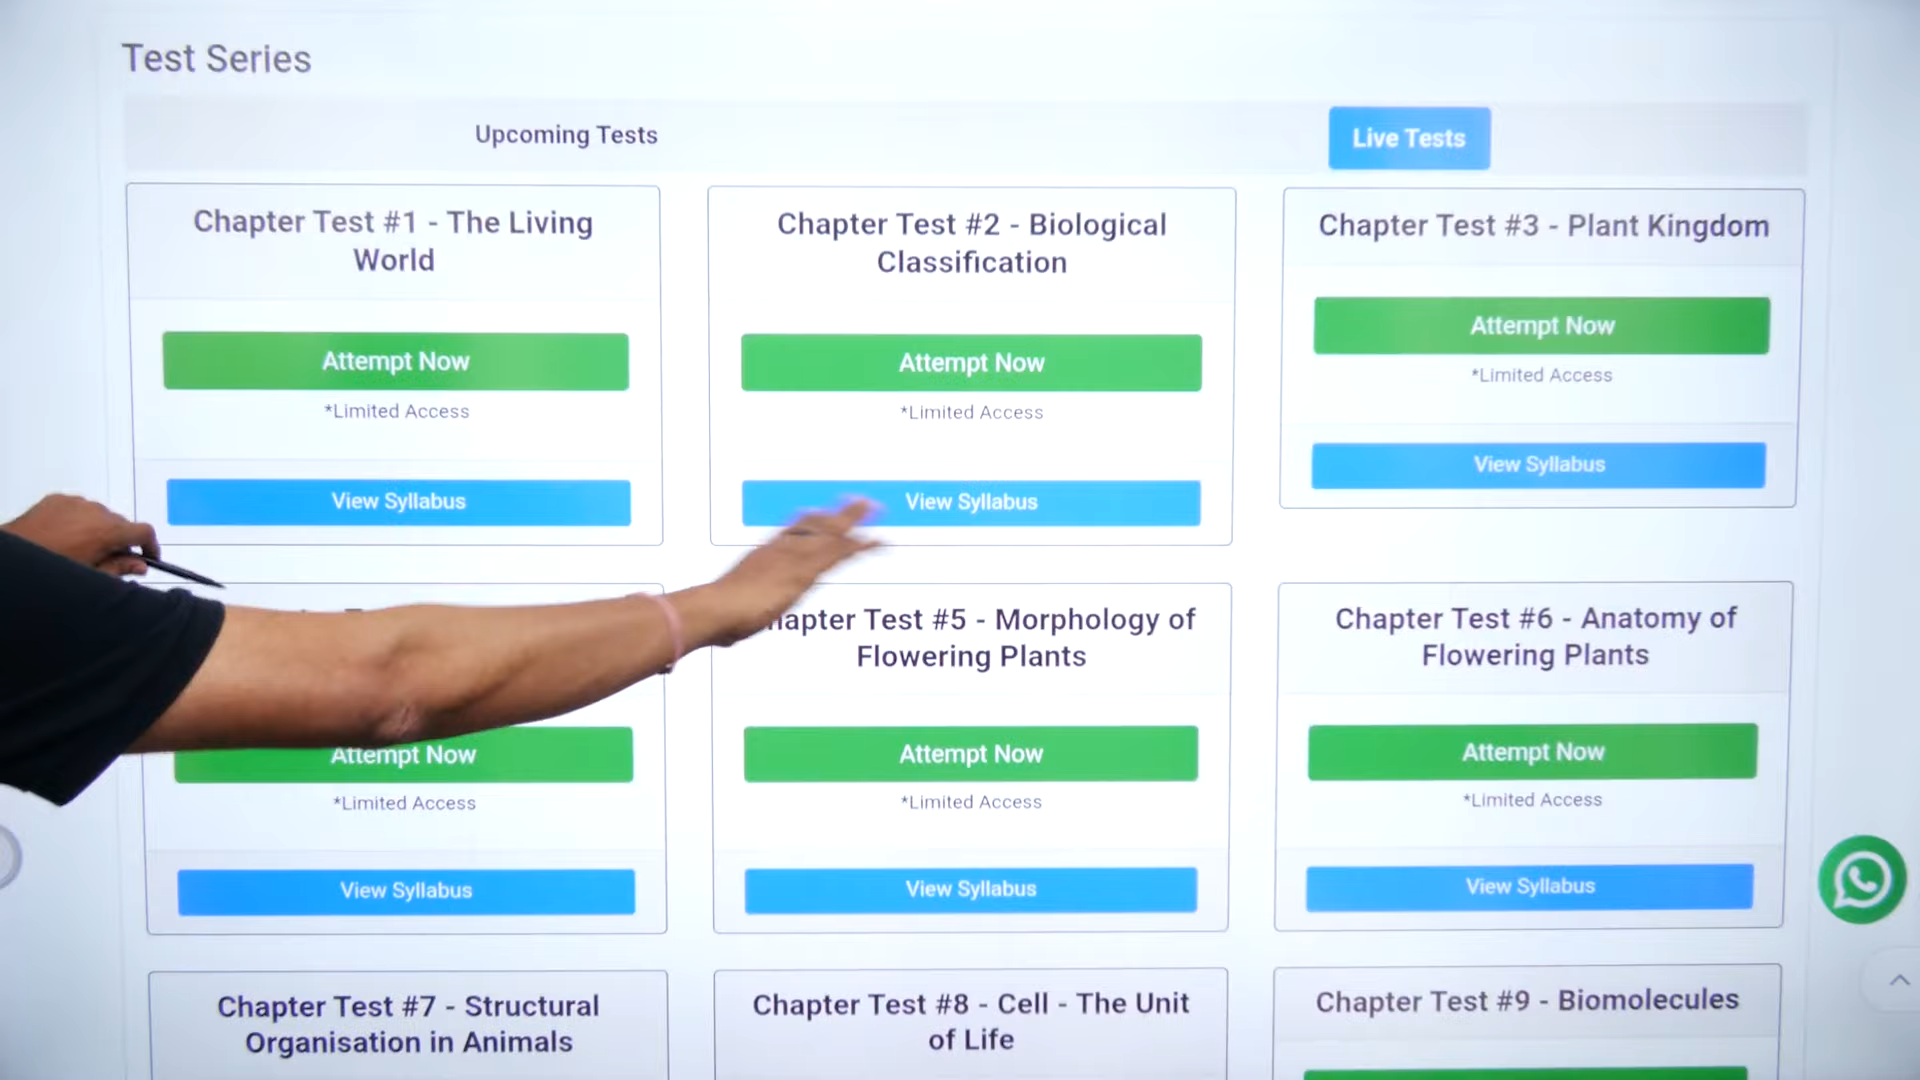 Test Series
Upcoming Tests
Live Tests
Chapter Test #1 - The Living
World
Attempt Now
*Limited Access
View Syllabus
Chapter Test #2 - Biological
Classification
Attempt Now
*Limited Access
View Syllabus
Chapter Test #3 - Plant Kingdom
Attempt Now
*Limited Access
View Syllabus
Attempt Now
*Limited Access
View Syllabus
hapter Test #5 - Morphology of
Flowering Plants
Attempt Now
*Limited Access
View Syllabus
Chapter Test #6 - Anatomy of
Flowering Plants
Attempt Now
*Limited Access
View Syllabus
Chapter Test #7 - Structural
Organisation in Animals
Chapter Test #8 - Cell - The Unit
of Life
Chapter Test #9 - Biomolecules